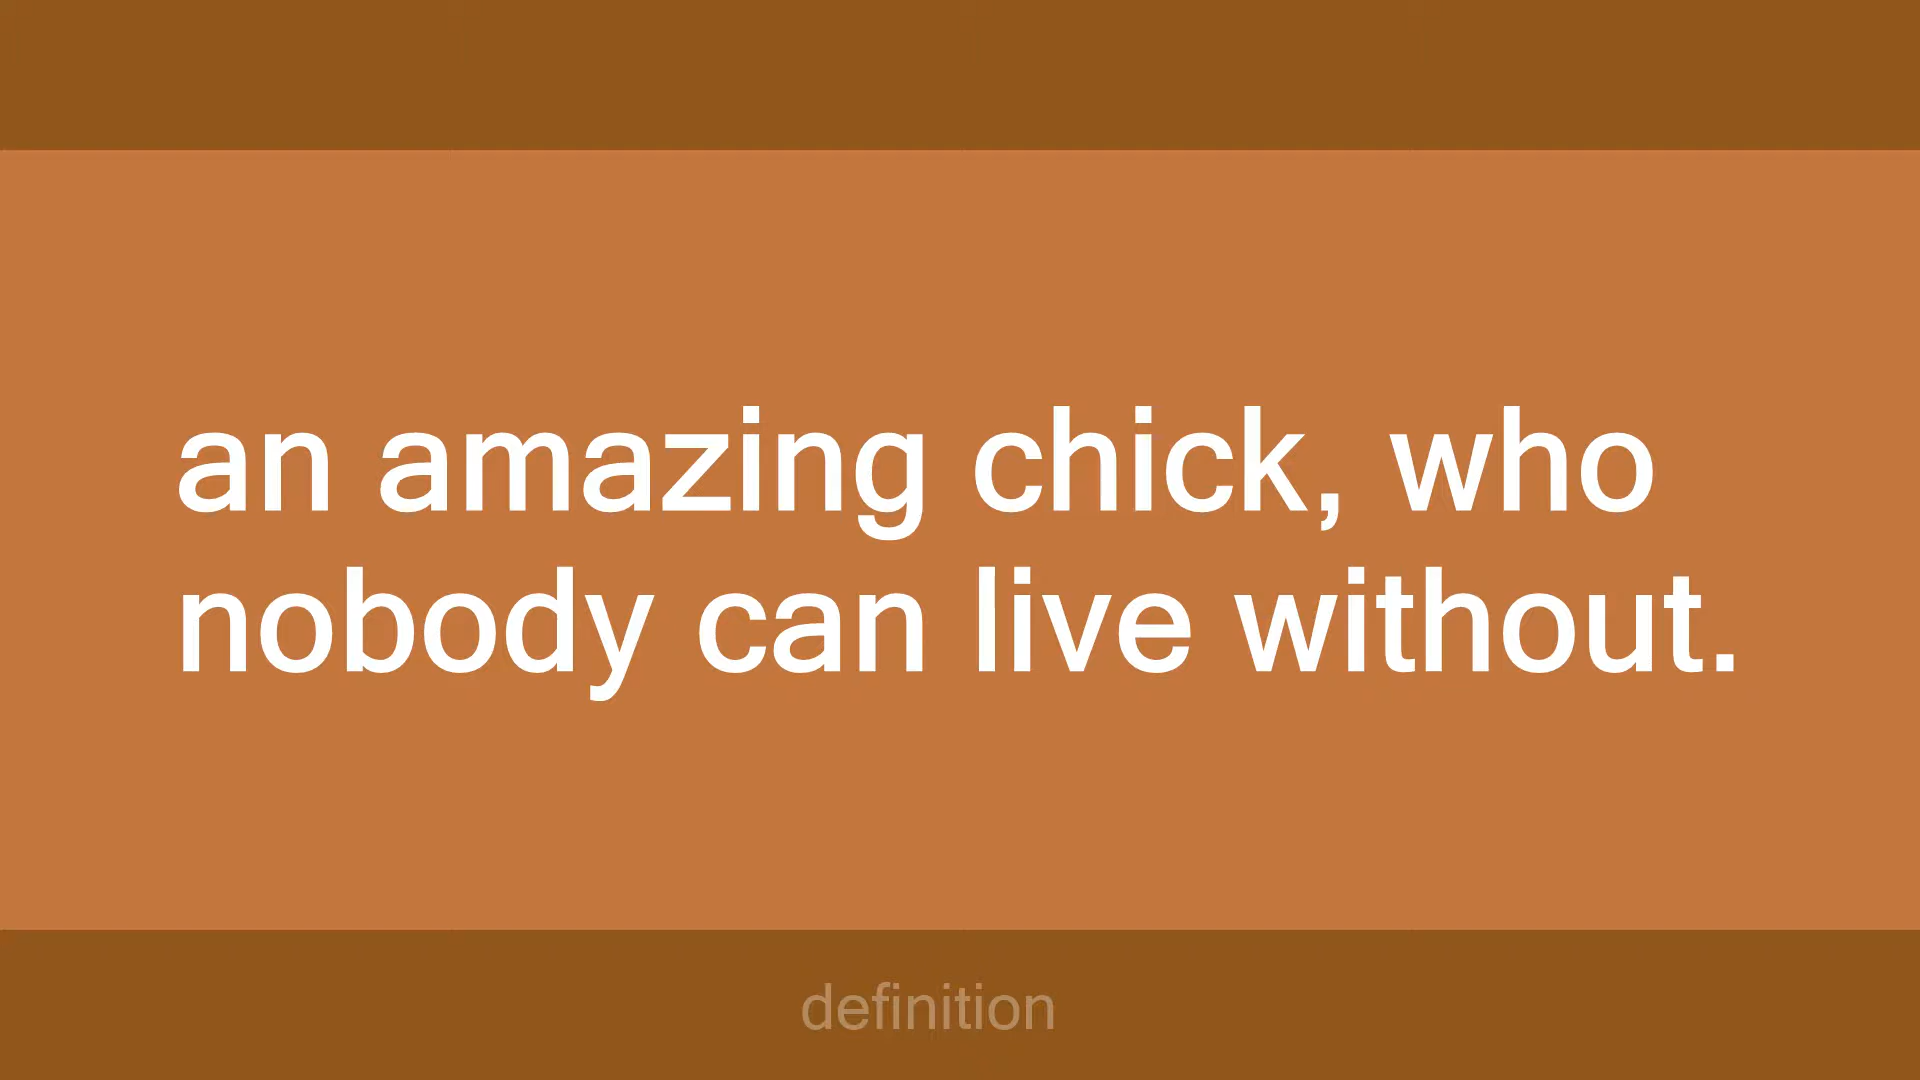 an amazing chick, who
nobody can live without.
definition